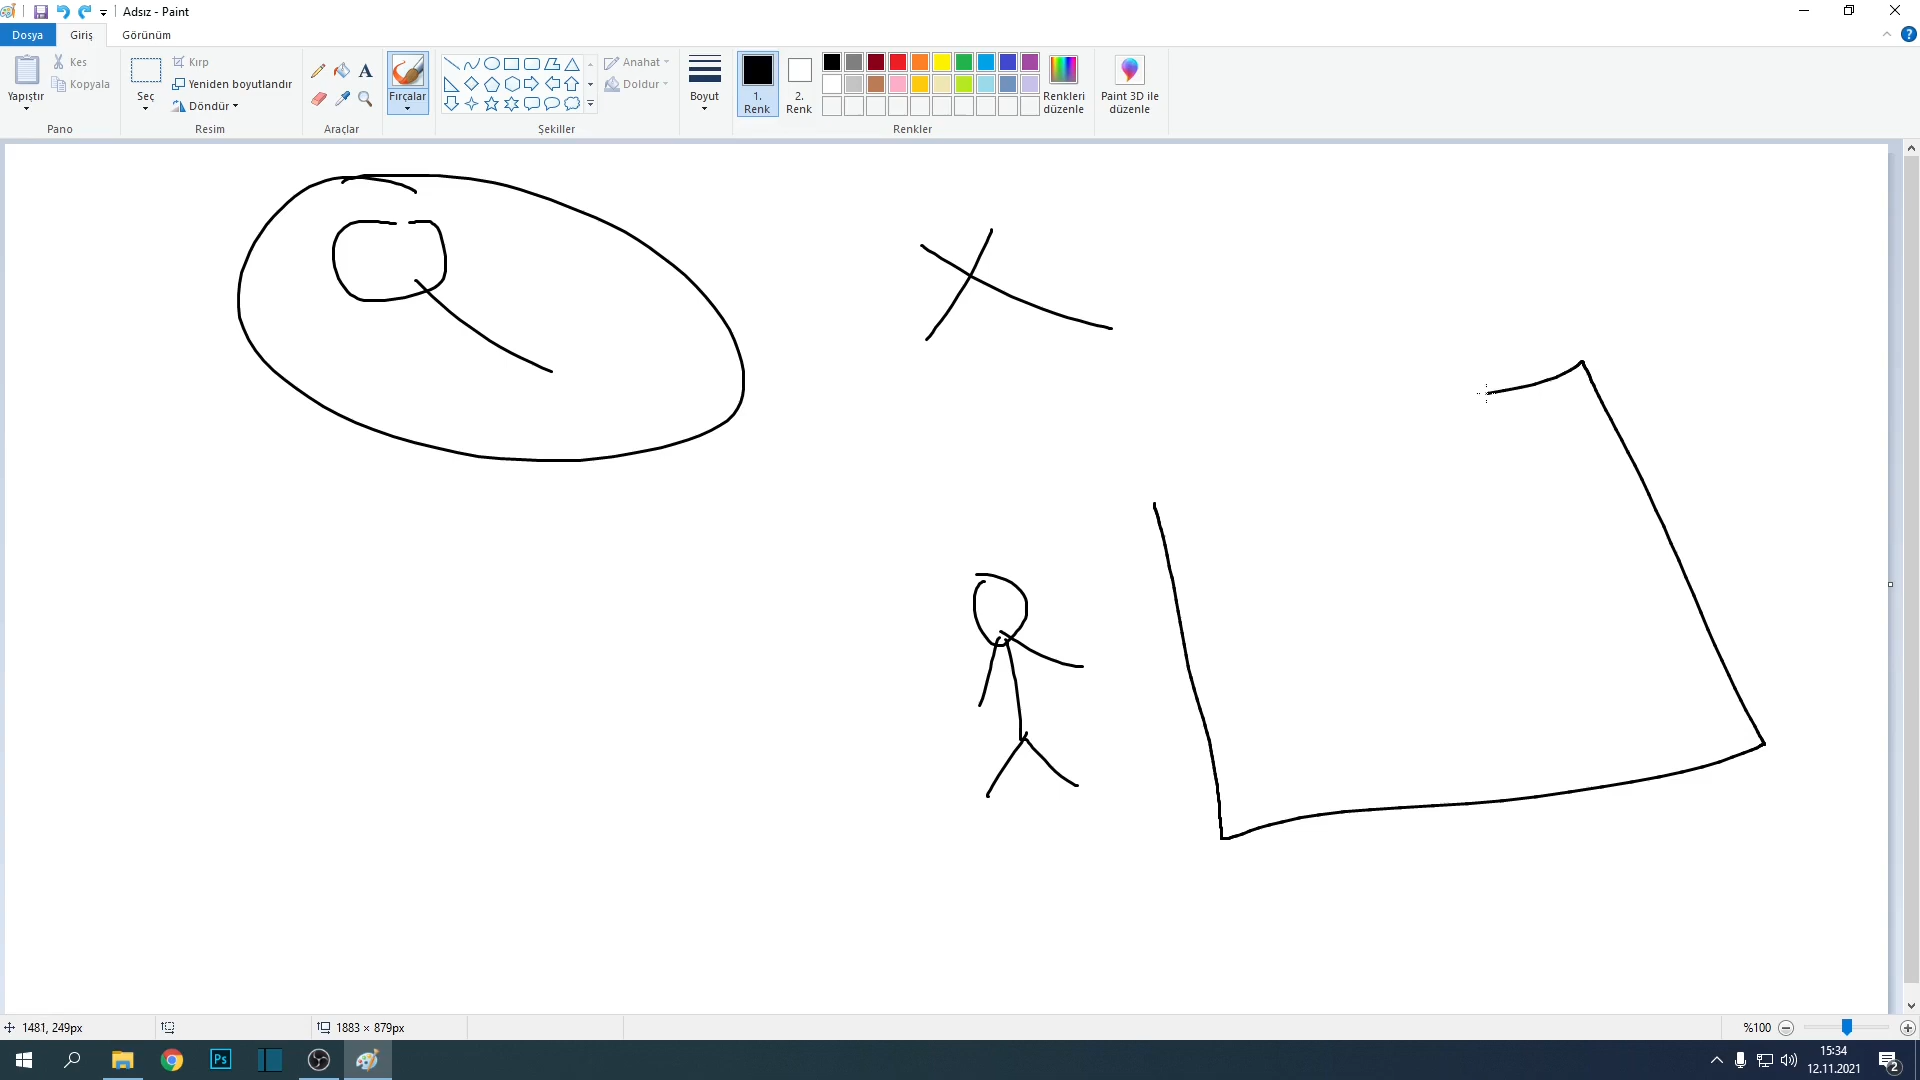 Adsız - Paint
Dosya
Giriş
Görünüm
Yapıştır
Kes
Kopyala
Pano
Seç
Kırp
Yeniden boyutlandır
Döndür
Resim
A
Araçlar
Fırçalar
Şekiller
Anahat
Doldur
Boyut
1.
Renk
2.
Renk
Renkleri
düzenle
Renkler
Paint 3D ile
düzenle
?
1481, 249px
1883 × 879px
%100
Ps
15:34
12.11.2021
2